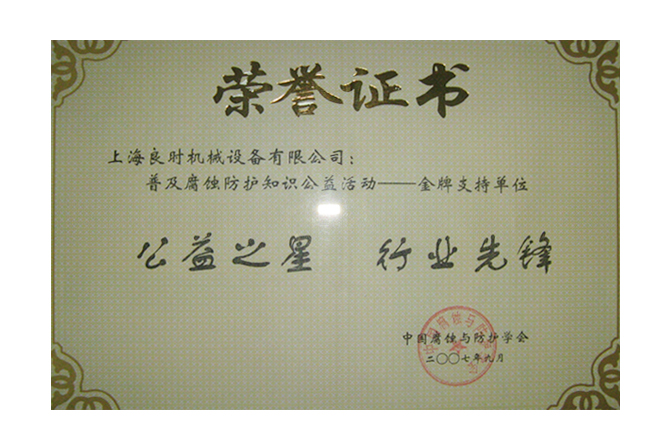 荣誉证书
上海良时机械设备有限公司：
普及腐蚀防护知识公益活动——金牌支持单位
公益之星 行业先锋
中国腐蚀与防护学会
二〇〇七年九月